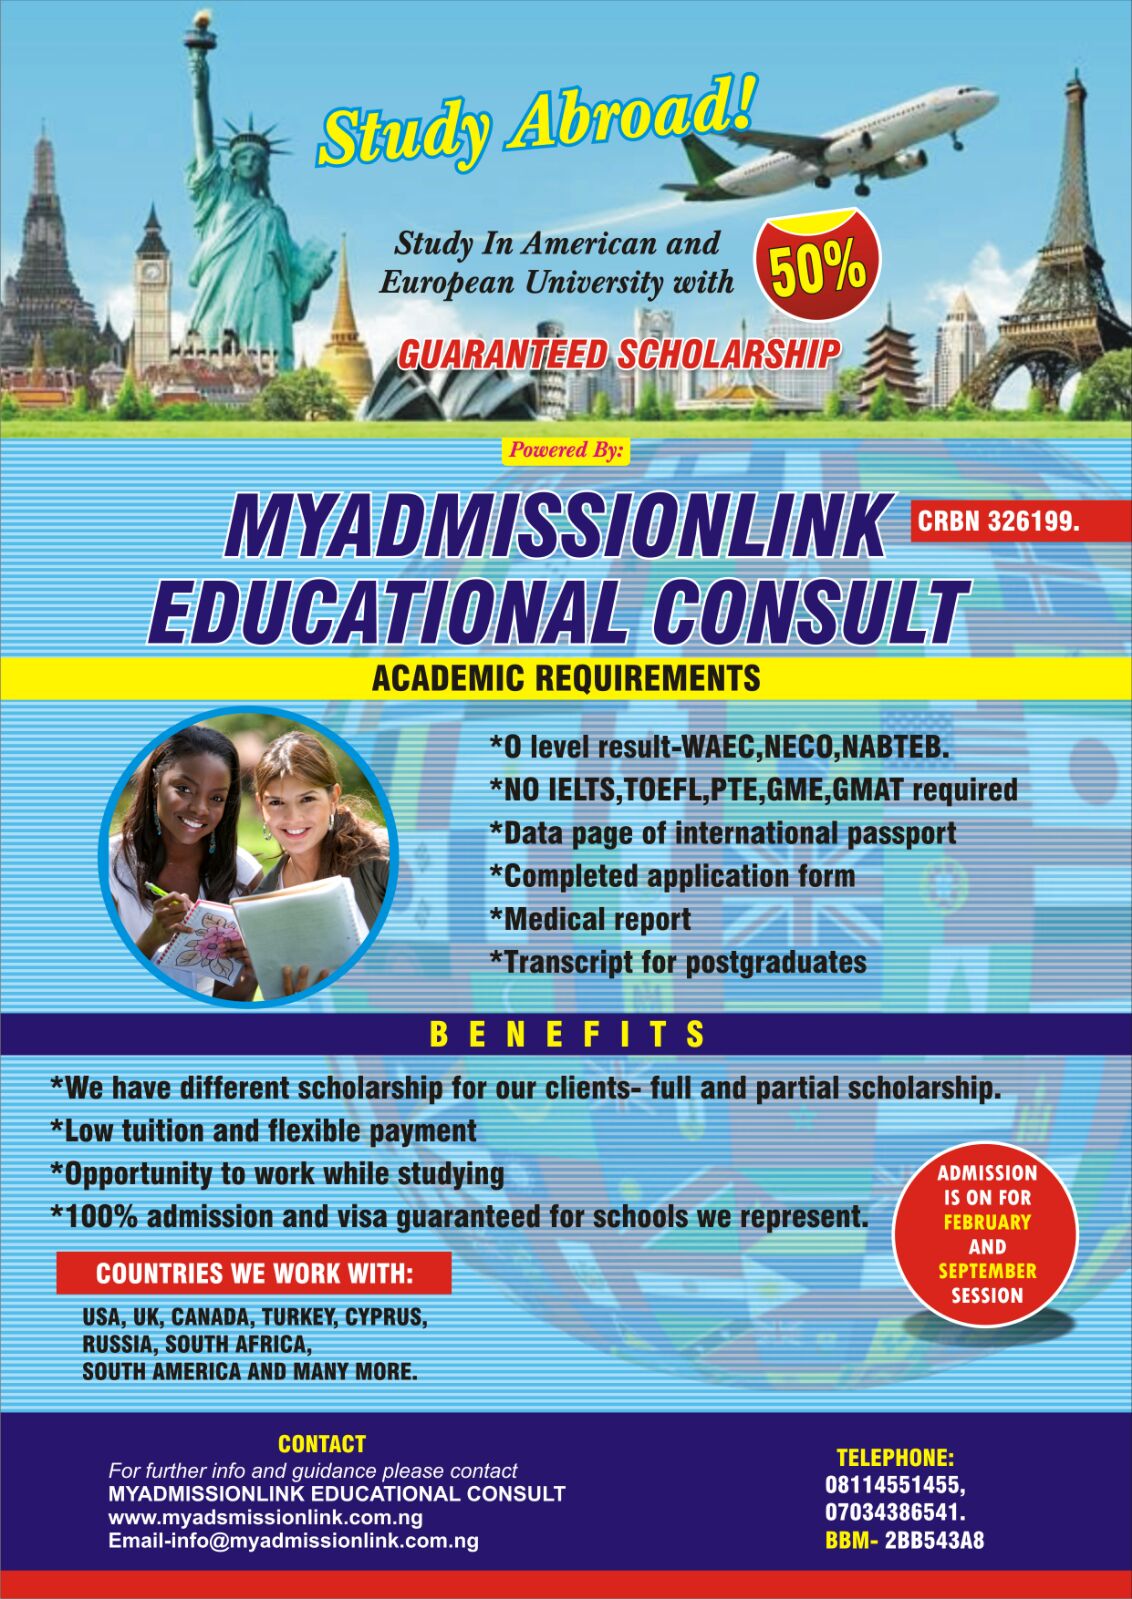 Study Abroad!
Study In American and
European University with
50%
GUARANTEED SCHOLARSHIP
Powered By:
MYADMISSIONLINK
CRBN 326199.
EDUCATIONAL CONSULT
ACADEMIC REQUIREMENTS
*O level result-WAEC,NECO,NABTEB.
*NO IELTS,TOEFL,PTE,GME,GMAT required
*Data page of international passport
*Completed application form
*Medical report
*Transcript for postgraduates
BENEFITS
*We have different scholarship for our clients- full and partial scholarship.
*Low tuition and flexible payment
*Opportunity to work while studying
*100% admission and visa guaranteed for schools we represent.
ADMISSION
IS ON FOR
FEBRUARY
AND
SEPTEMBER
SESSION
COUNTRIES WE WORK WITH:
USA, UK, CANADA, TURKEY, CYPRUS,
RUSSIA, SOUTH AFRICA,
SOUTH AMERICA AND MANY MORE.
CONTACT
For further info and guidance please contact
MYADMISSIONLINK EDUCATIONAL CONSULT
www.myadsmissionlink.com.ng
Email-info@myadmissionlink.com.ng
TELEPHONE:
08114551455,
07034386541.
BBM- 2BB543A8